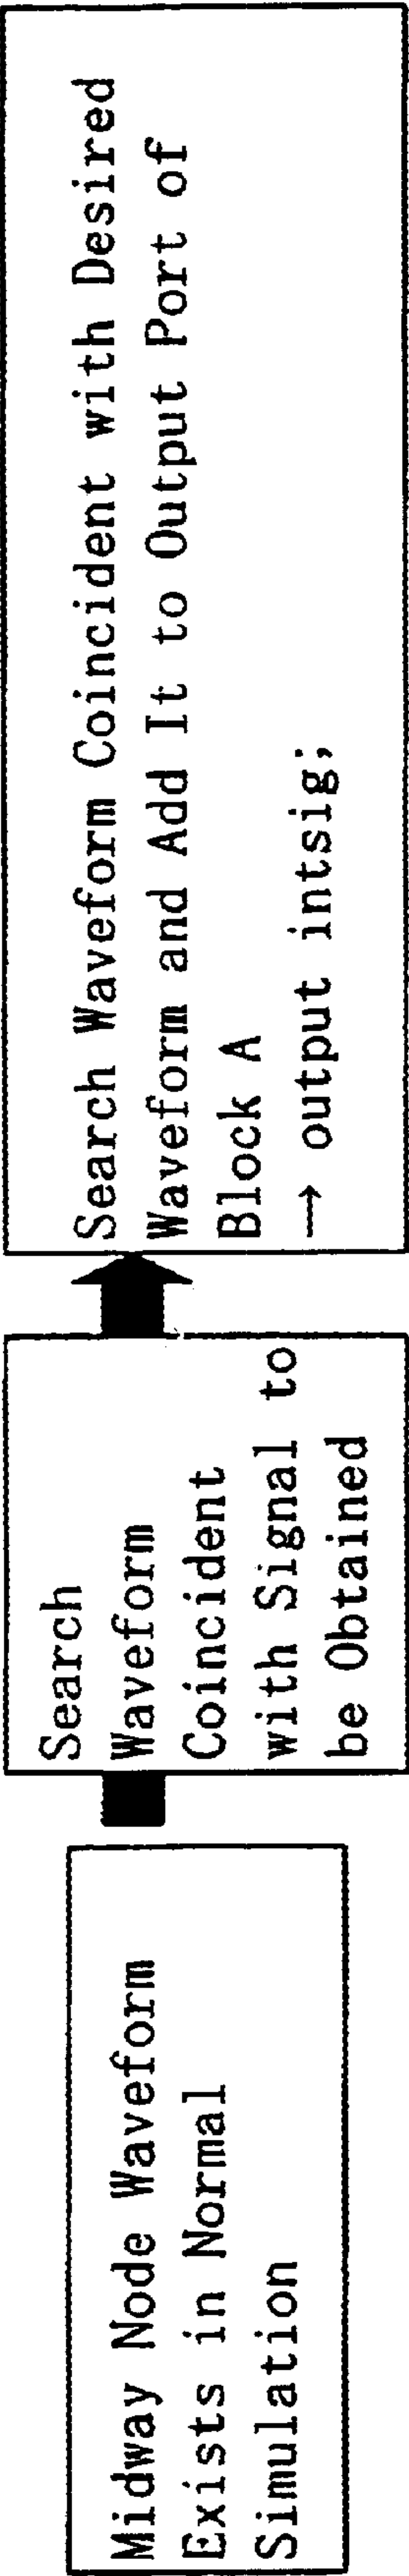 Midway Node Waveform
Exists in Normal
Simulation
Search
Waveform
Coincident
with Signal to
be Obtained
Search Waveform Coincident with Desired
Waveform and Add It to Output Port of
Block A
→ output intsig;